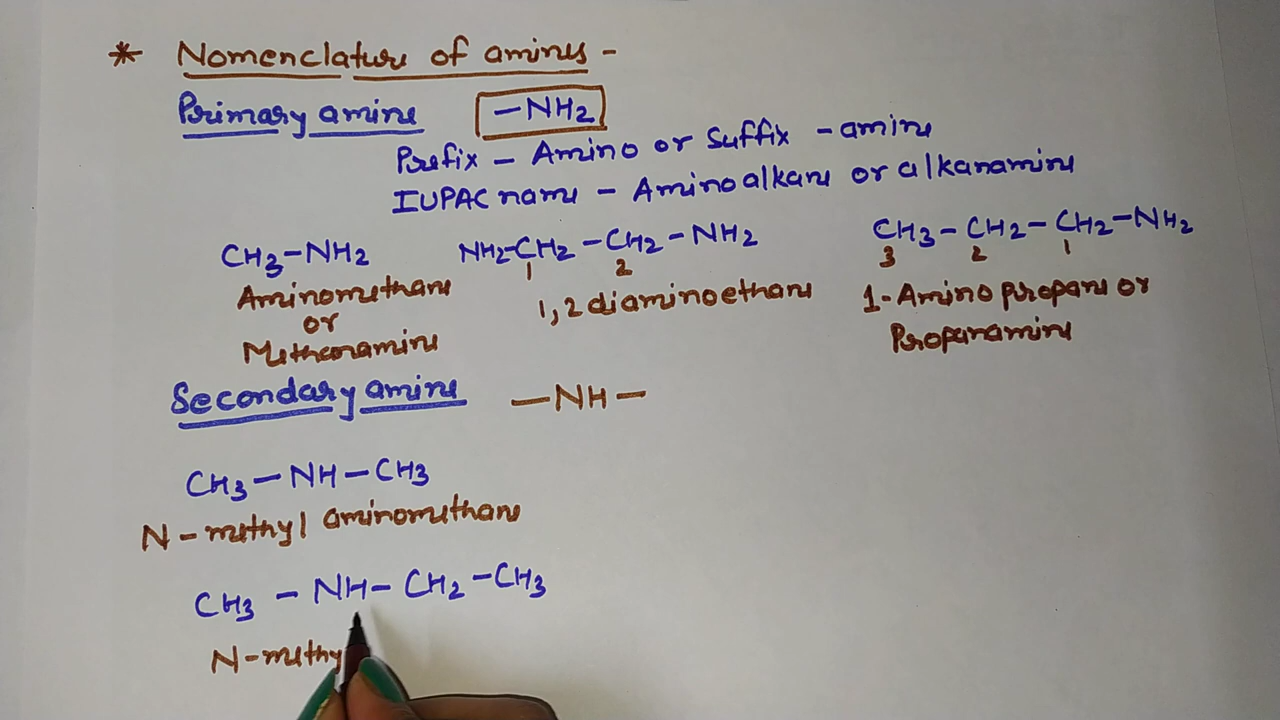 * Nomenclature of amines -
Primary amine -NH2
Prefix - Amino or Suffix - amine
IUPAC name - Aminoalkane or alkanamine
CH3-NH2 NH2-CH2-CH2-NH2 CH3-CH2-CH2-NH2
1 2 3 2 1
Aminomethane 1,2 diaminoethane 1-Aminopropane or
or Propanamine
Methanamine
Secondary amine -NH-
CH3-NH-CH3
N-methyl aminomethane
CH3-NH-CH2-CH3
N-methy